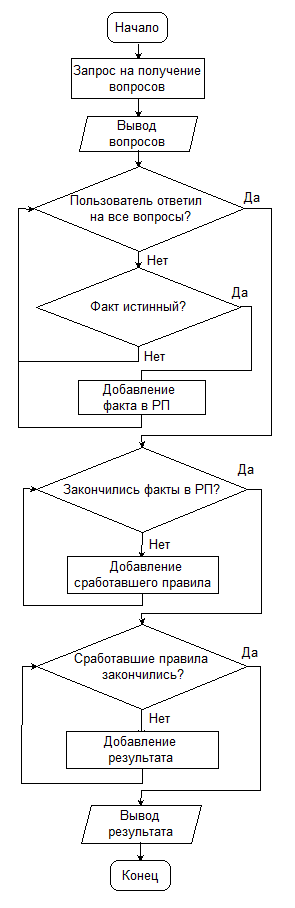 Начало
Запрос на получение
вопросов
Вывод
вопросов
Пользователь ответил
на все вопросы?
Да
Нет
Факт истинный?
Да
Нет
Добавление
факта в РП
Закончились факты в РП?
Да
Нет
Добавление
сработавшего правила
Сработавшие правила
закончились?
Да
Нет
Добавление
результата
Вывод
результата
Конец